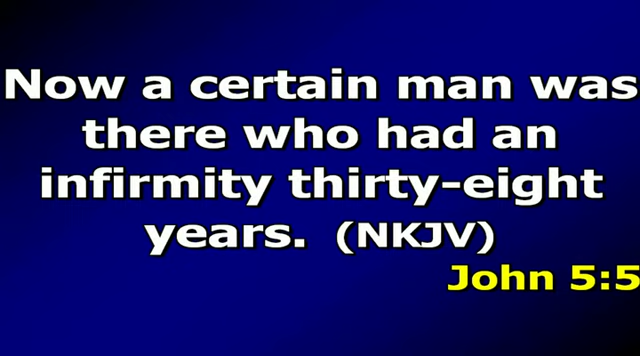 Now a certain man was
there who had an
infirmity thirty-eight
years. (NKJV)
John 5:5